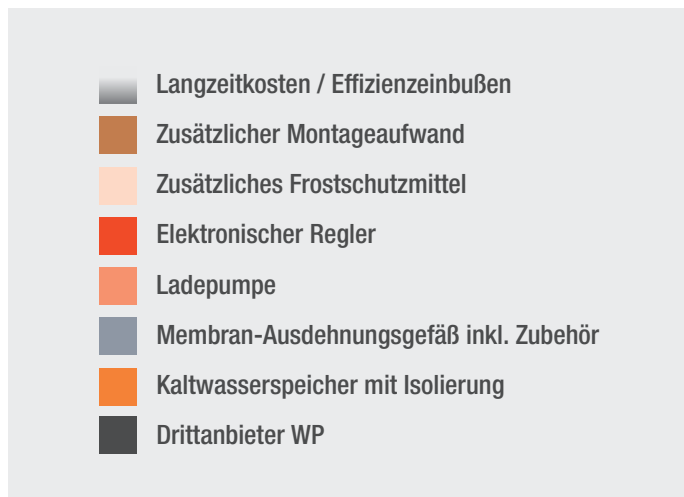 Langzeitkosten / Effizienzeinbußen
Zusätzlicher Montageaufwand
Zusätzliches Frostschutzmittel
Elektronischer Regler
Ladepumpe
Membran-Ausdehnungsgefäß inkl. Zubehör
Kaltwasserspeicher mit Isolierung
Drittanbieter WP